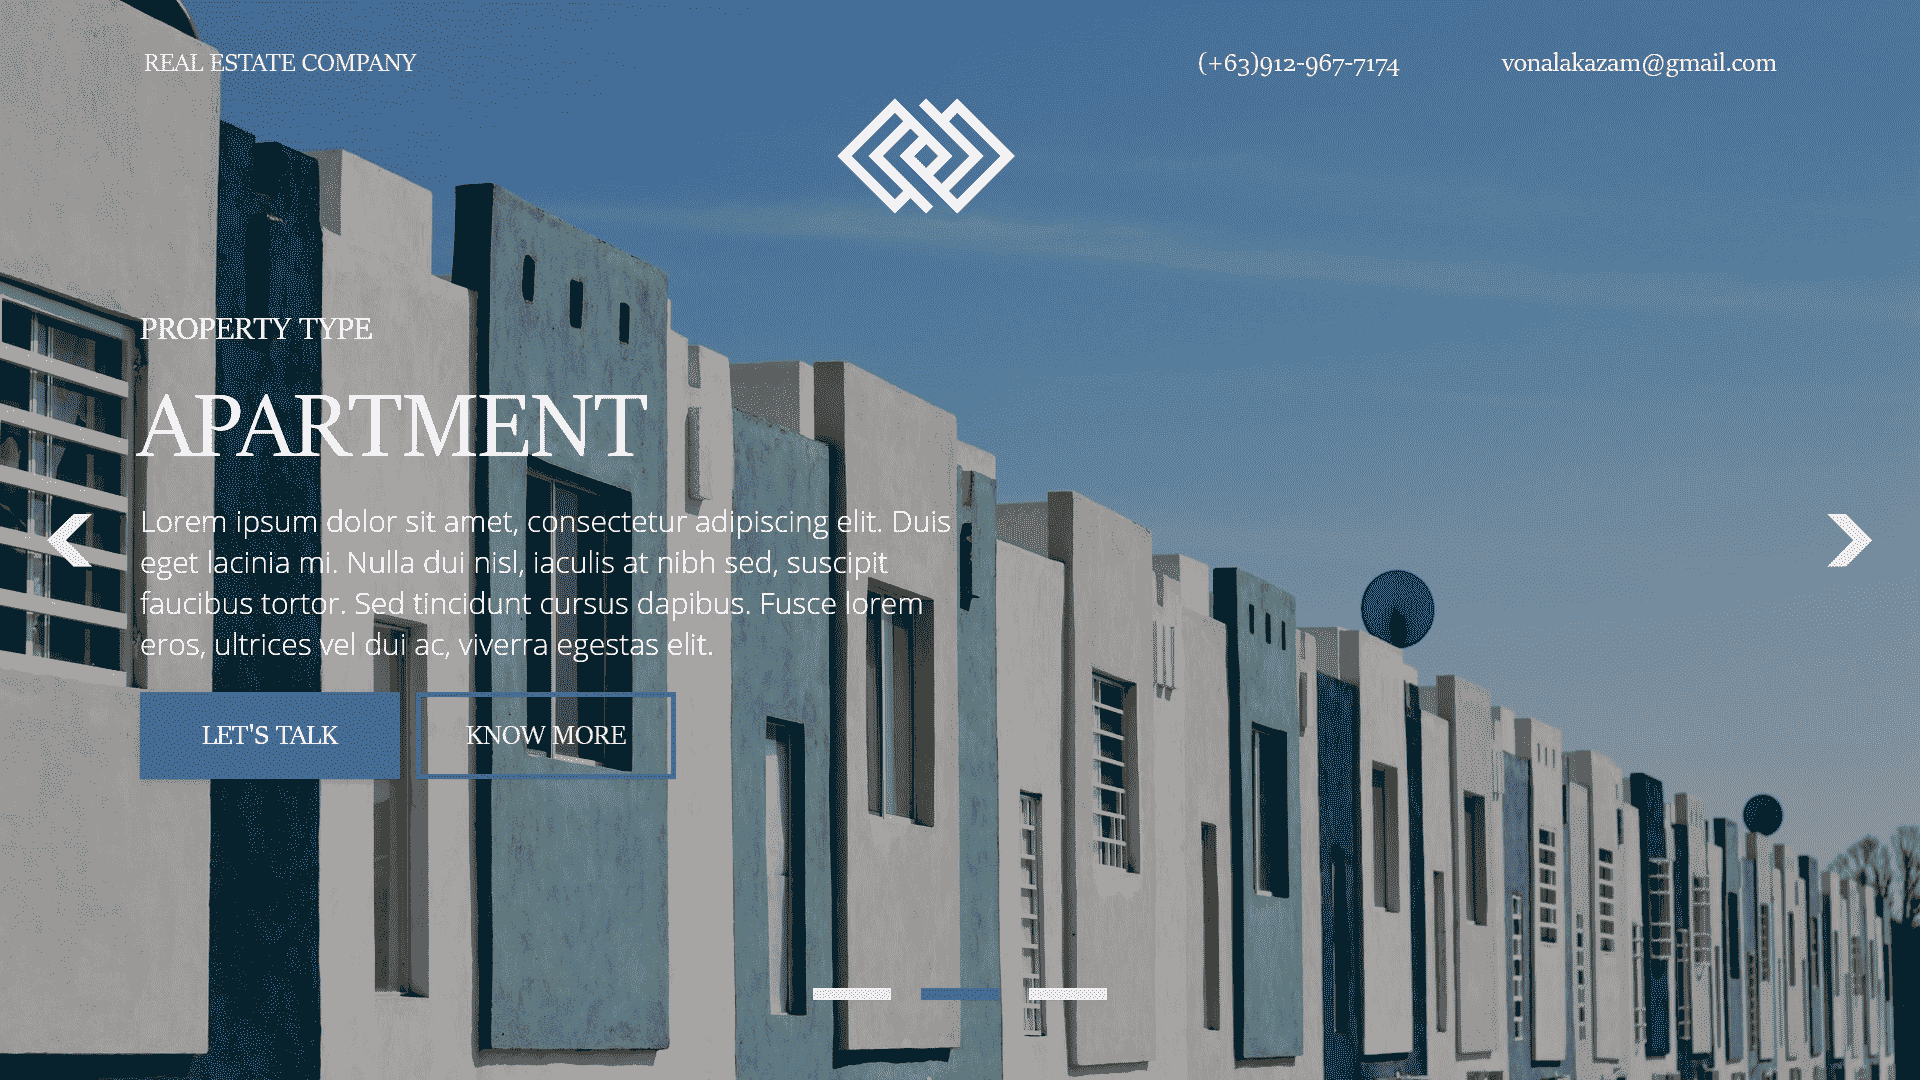 REAL ESTATE COMPANY
(+63)912-967-7174
vonalakazam@gmail.com
PROPERTY TYPE
APARTMENT
Lorem ipsum dolor sit amet, consectetur adipiscing elit. Duis
eget lacinia mi. Nulla dui nisl, iaculis at nibh sed, suscipit
faucibus tortor. Sed tincidunt cursus dapibus. Fusce lorem
eros, ultrices vel dui ac, viverra egestas elit.
LET'S TALK
KNOW MORE